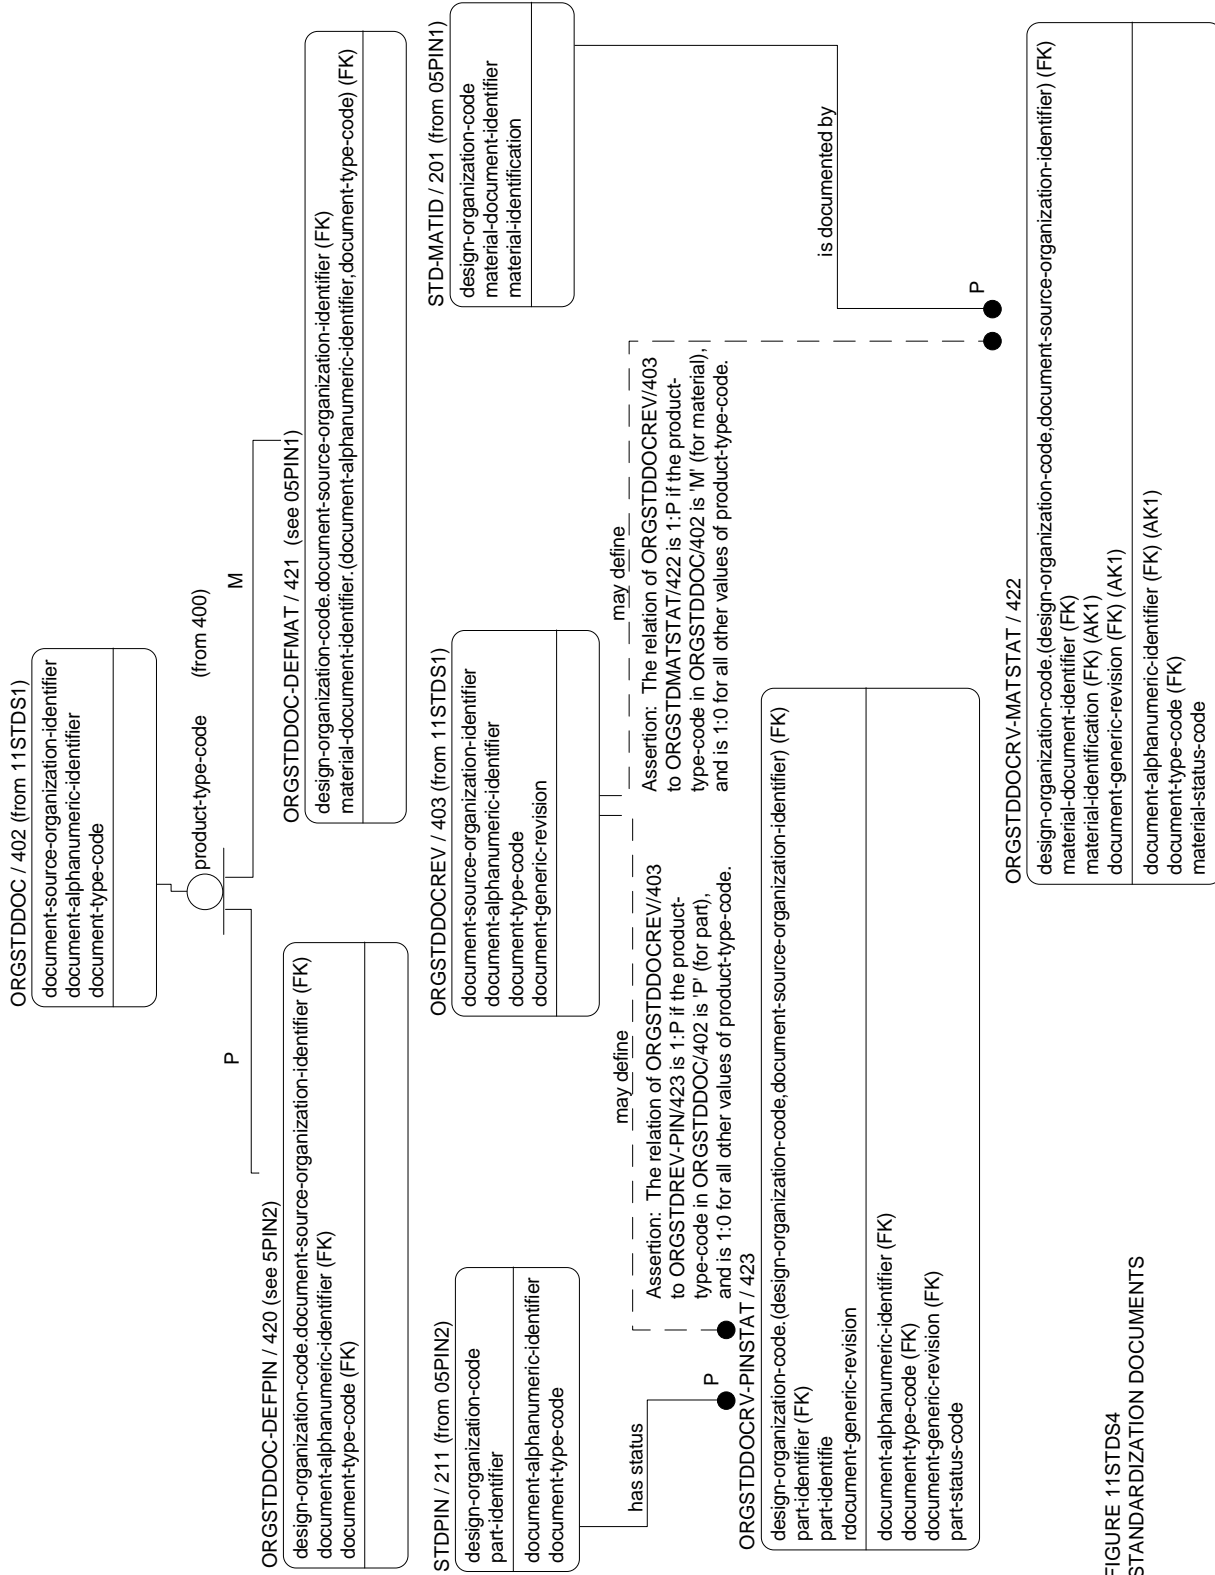 ORGSTDDOC / 402 (from 11STDS1)
document-source-organization-identifier
document-alphanumeric-identifier
document-type-code
product-type-code (from 400)
P
M
ORGSTDDOC-DEFPIN / 420 (see 5PIN2)
design-organization-code.document-source-organization-identifier (FK)
document-alphanumeric-identifier (FK)
document-type-code (FK)
ORGSTDDOC-DEFMAT / 421 (see 05PIN1)
design-organization-code.document-source-organization-identifier (FK)
material-document-identifier.(document-alphanumeric-identifier,document-type-code) (FK)
STDPIN / 211 (from 05PIN2)
design-organization-code
part-identifier
document-alphanumeric-identifier
document-type-code
ORGSTDDOCREV / 403 (from 11STDS1)
document-source-organization-identifier
document-alphanumeric-identifier
document-type-code
document-generic-revision
STD-MATID / 201 (from 05PIN1)
design-organization-code
material-document-identifier
material-identification
has status
P
may define
Assertion: The relation of ORGSTDDOCREV/403
to ORGSTDREV-PIN/423 is 1:P if the product-
type-code in ORGSTDDOC/402 is 'P' (for part),
and is 1:0 for all other values of product-type-code.
may define
Assertion: The relation of ORGSTDDOCREV/403
to ORGSTDMATSTAT/422 is 1:P if the product-
type-code in ORGSTDDOC/402 is 'M' (for material),
and is 1:0 for all other values of product-type-code.
is documented by
P
ORGSTDDOCRV-PINSTAT / 423
design-organization-code.(design-organization-code,document-source-organization-identifier) (FK)
part-identifier (FK)
part-identifie
rdocument-generic-revision
document-alphanumeric-identifier (FK)
document-type-code (FK)
document-generic-revision (FK)
part-status-code
ORGSTDDOCRV-MATSTAT / 422
design-organization-code.(design-organization-code,document-source-organization-identifier) (FK)
material-document-identifier (FK)
material-identification (FK) (AK1)
document-generic-revision (FK) (AK1)
document-alphanumeric-identifier (FK) (AK1)
document-type-code (FK)
material-status-code
FIGURE 11STDS4
STANDARDIZATION DOCUMENTS